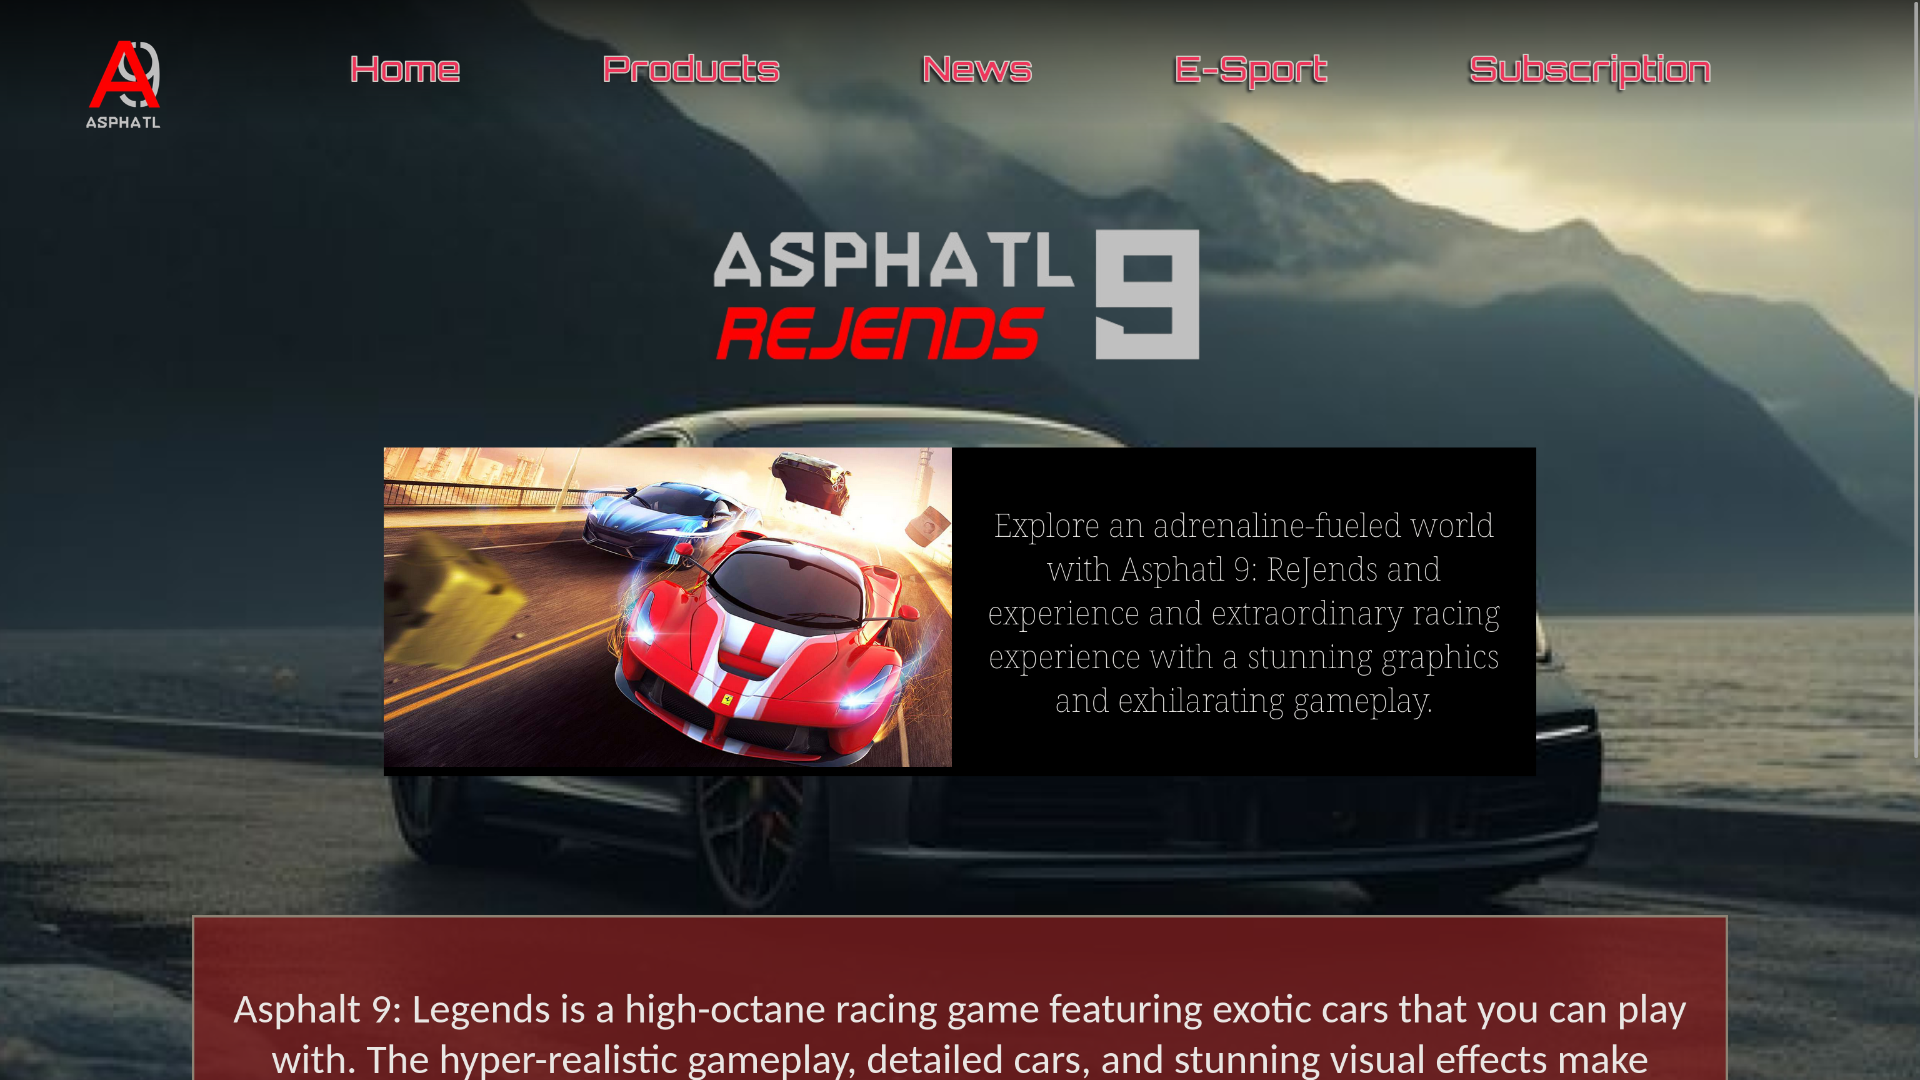 A9
ASPHATL
Home
Products
News
E-Sport
Subscription
ASPHATL 9
REJENDS
Explore an adrenaline-fueled world
with Asphatl 9: ReJends and
experience and extraordinary racing
experience with a stunning graphics
and exhilarating gameplay.
Asphalt 9: Legends is a high-octane racing game featuring exotic cars that you can play
with. The hyper-realistic gameplay, detailed cars, and stunning visual effects make